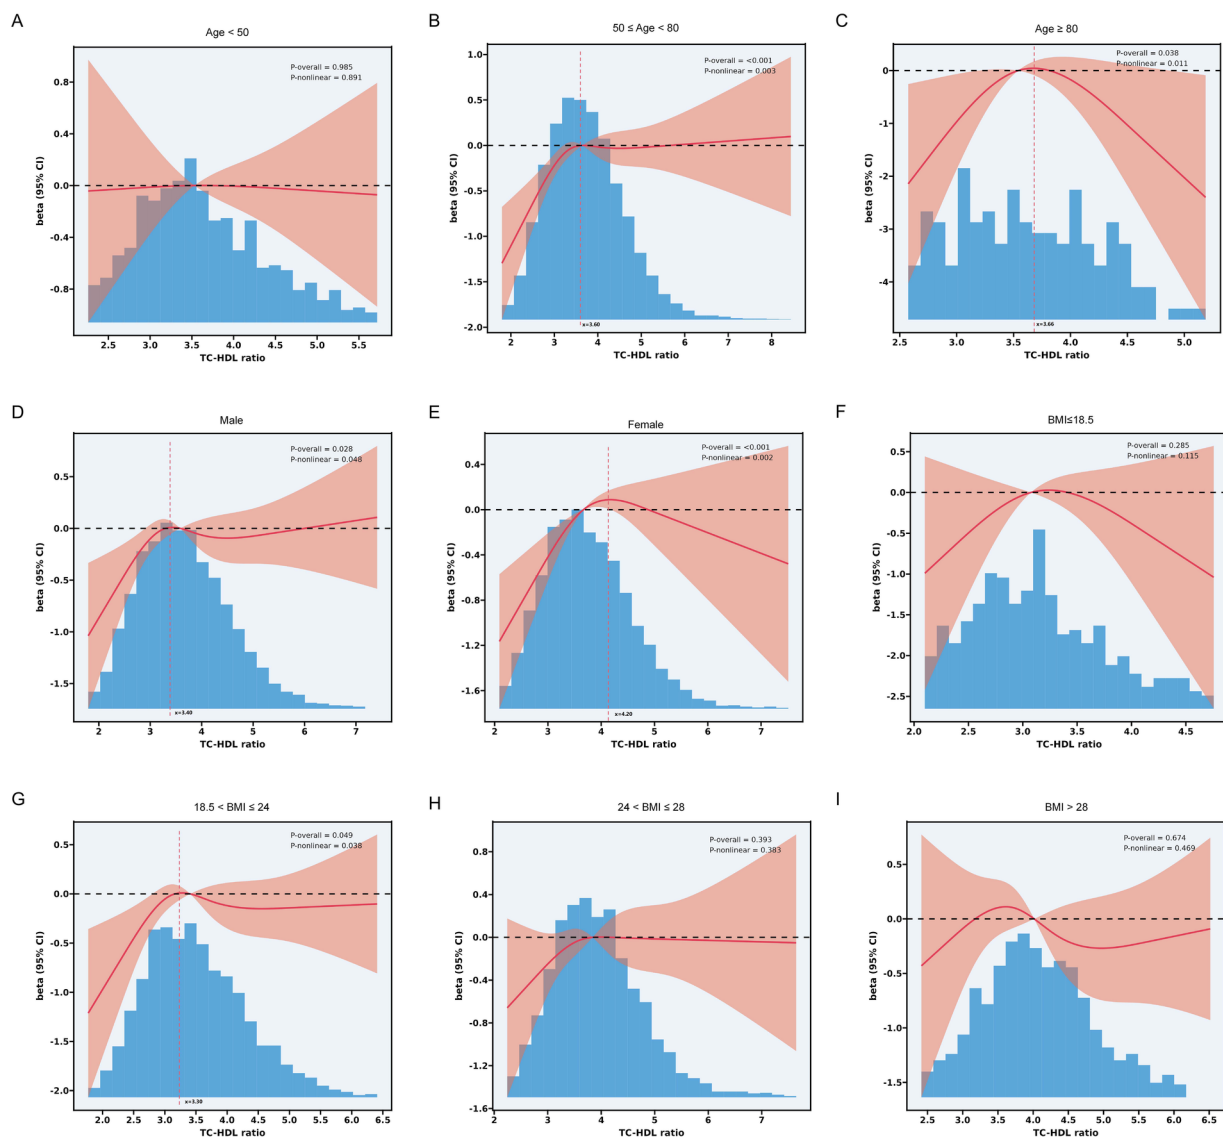 A
Age < 50
P-overall = 0.985
P-nonlinear = 0.891
beta (95% CI)
0.8
0.4
0.0
-0.4
-0.8
2.5 3.0 3.5 4.0 4.5 5.0 5.5
TC-HDL ratio
B
50 ≤ Age < 80
P-overall = <0.001
P-nonlinear = 0.003
beta (95% CI)
1.0
0.5
0.0
-0.5
-1.0
-1.5
-2.0
x=3.60
2 3 4 5 6 7 8
TC-HDL ratio
C
Age ≥ 80
P-overall = 0.038
P-nonlinear = 0.011
beta (95% CI)
0
-1
-2
-3
-4
x=3.66
2.5 3.0 3.5 4.0 4.5 5.0
TC-HDL ratio
D
Male
P-overall = 0.028
P-nonlinear = 0.048
beta (95% CI)
0.5
0.0
-0.5
-1.0
-1.5
x=3.40
2 3 4 5 6 7
TC-HDL ratio
E
Female
P-overall = <0.001
P-nonlinear = 0.002
beta (95% CI)
0.4
0.0
-0.4
-0.8
-1.2
-1.6
x=4.20
2 3 4 5 6 7
TC-HDL ratio
F
BMI≤18.5
P-overall = 0.285
P-nonlinear = 0.115
beta (95% CI)
0.5
0.0
-0.5
-1.0
-1.5
-2.0
-2.5
2.0 2.5 3.0 3.5 4.0 4.5
TC-HDL ratio
G
18.5 < BMI ≤ 24
P-overall = 0.049
P-nonlinear = 0.038
beta (95% CI)
0.5
0.0
-0.5
-1.0
-1.5
-2.0
x=3.30
1.5 2.0 2.5 3.0 3.5 4.0 4.5 5.0 5.5 6.0 6.5
TC-HDL ratio
H
24 < BMI ≤ 28
P-overall = 0.393
P-nonlinear = 0.383
beta (95% CI)
0.8
0.4
0.0
-0.4
-0.8
-1.2
-1.6
2 3 4 5 6 7
TC-HDL ratio
I
BMI > 28
P-overall = 0.674
P-nonlinear = 0.469
beta (95% CI)
0.5
0.0
-0.5
-1.0
-1.5
2.5 3.0 3.5 4.0 4.5 5.0 5.5 6.0 6.5
TC-HDL ratio